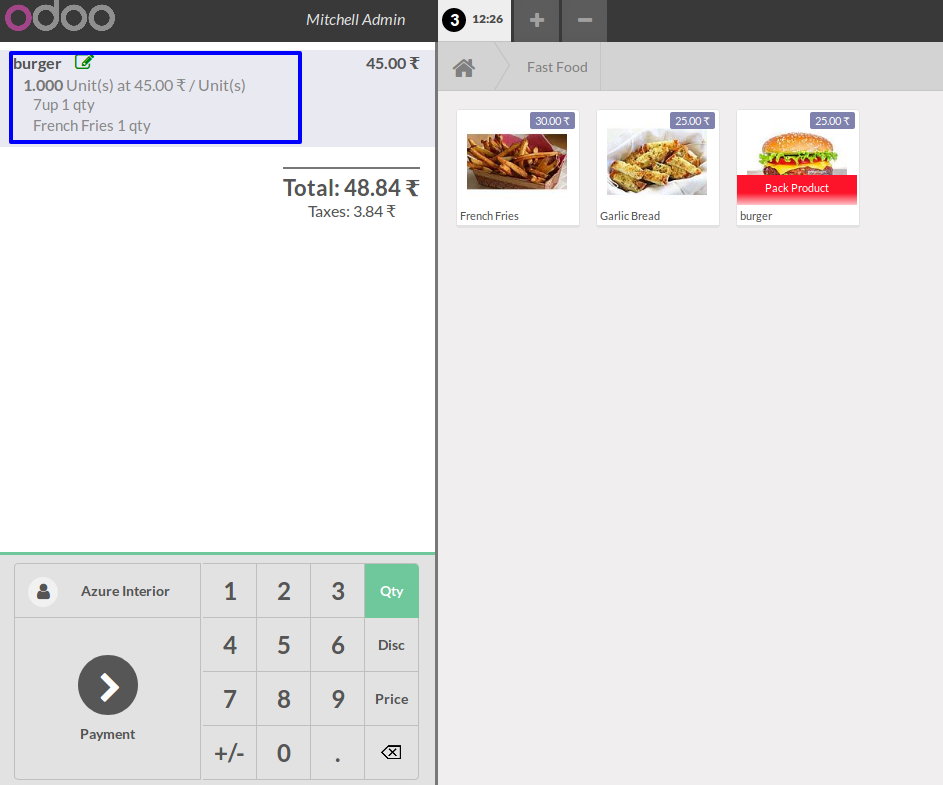 odoo
Mitchell Admin
3 12:26
burger 45.00 ₹
1.000 Unit(s) at 45.00 ₹ / Unit(s)
7up 1 qty
French Fries 1 qty
Total: 48.84 ₹
Taxes: 3.84 ₹
Fast Food
30.00 ₹
French Fries
25.00 ₹
Garlic Bread
25.00 ₹
Pack Product
burger
Azure Interior
Payment
1 2 3 Qty
4 5 6 Disc
7 8 9 Price
+/- 0 .